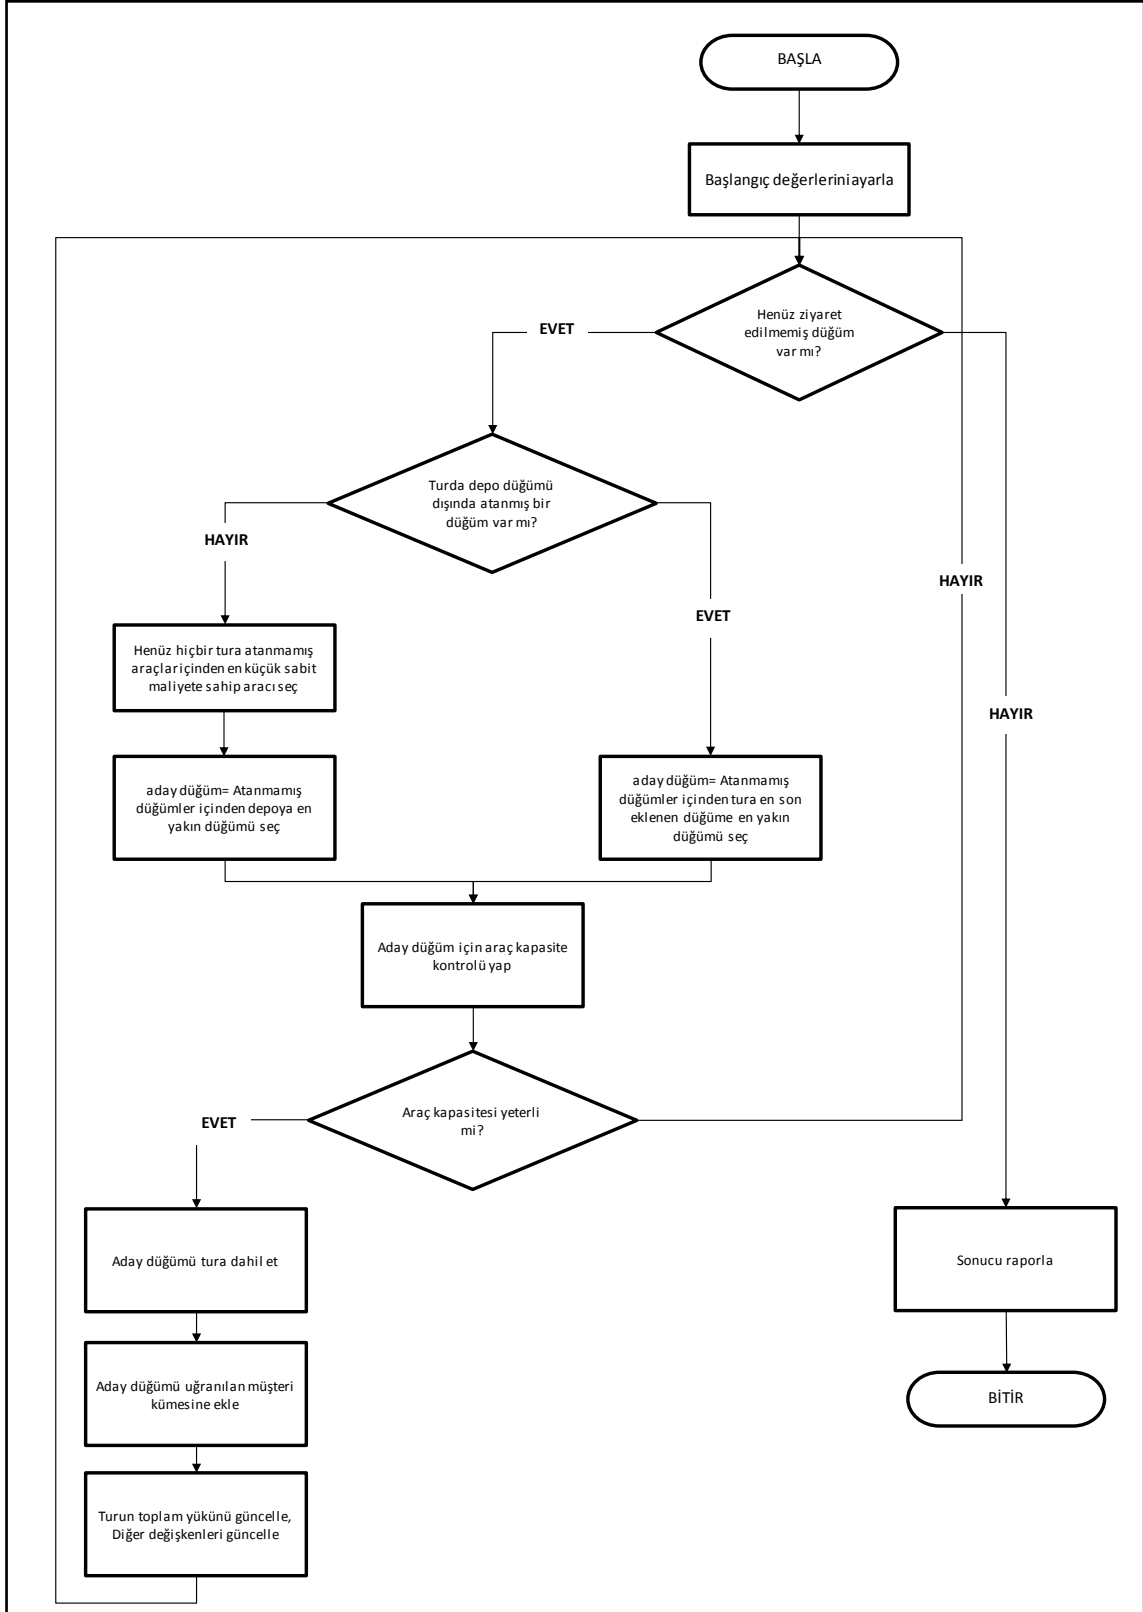 BAŞLA
Başlangıç değerlerini ayarla
Henüz ziyaret
edilmemiş düğüm
var mı?
EVET
Turda depo düğümü
dışında atanmış bir
düğüm var mı?
HAYIR
HAYIR
EVET
Henüz hiçbir tura atanmamış
araçlar içinden en küçük sabit
maliyete sahip aracı seç
HAYIR
aday düğüm= Atanmamış
düğümler içinden depoya en
yakın düğümü seç
aday düğüm= Atanmamış
düğümler içinden tura en son
eklenen düğüme en yakın
düğümü seç
Aday düğüm için araç kapasite
kontrolü yap
Araç kapasitesi yeterli
mi?
EVET
Aday düğümü tura dahil et
Sonucu raporla
Aday düğümü uğranılan müşteri
kümesine ekle
BİTİR
Turun toplam yükünü güncelle,
Diğer değişkenleri güncelle